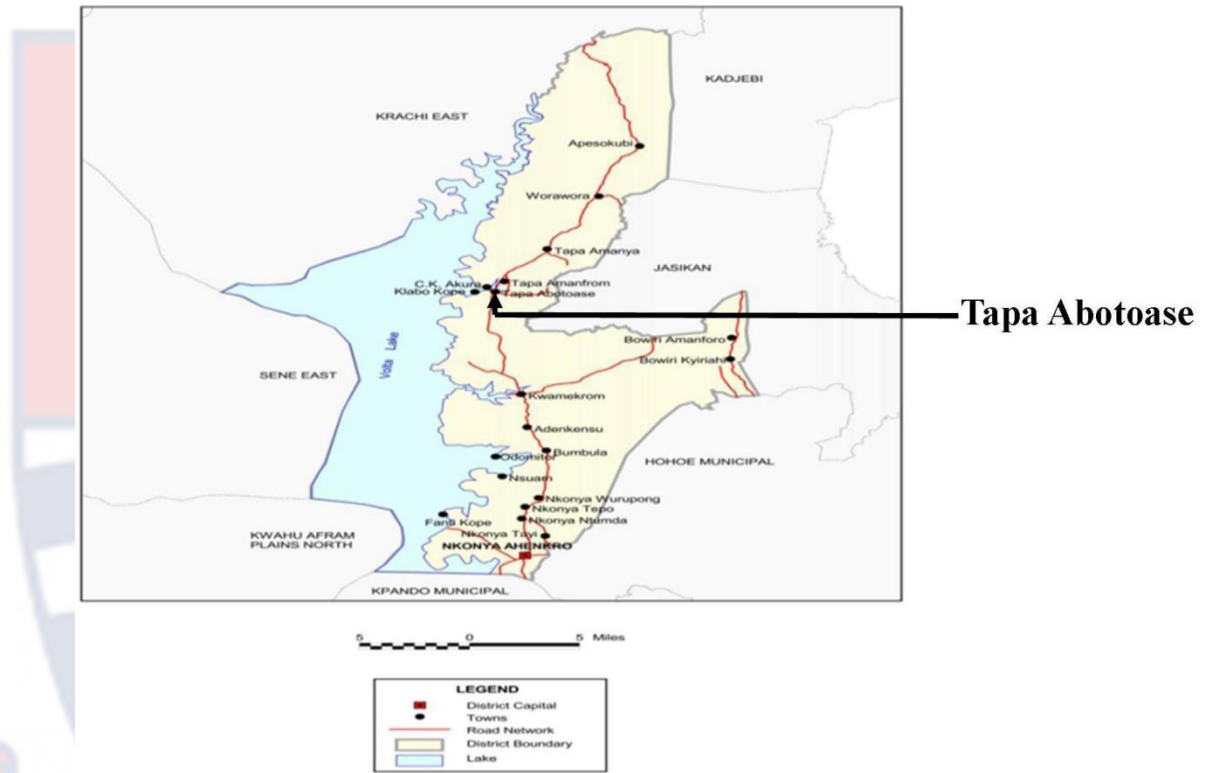 KADJEBI
KRACHI EAST
Apesokubi
Worawora
Tapa Amanya
JASIKAN
C.K. Akura
Tapa Amanfrom
Klabo Kope
Tapa Abotoase
Tapa Abotoase
Bowiri Amanforo
Bowiri Kyiriahi
SENE EAST
Volta Lake
Kwamekrom
Adenkensu
Bumbula
Odomitor
HOHOE MUNICIPAL
Nsuam
Nkonya Wurupong
Nkonya Tepo
Fanti Kope
Nkonya Ntumda
KWAHU AFRAM
PLAINS NORTH
Nkonya Tayi
NKONYA AHENKRO
KPANDO MUNICIPAL
5 0 5 Miles
LEGEND
District Capital
Towns
Road Network
District Boundary
Lake